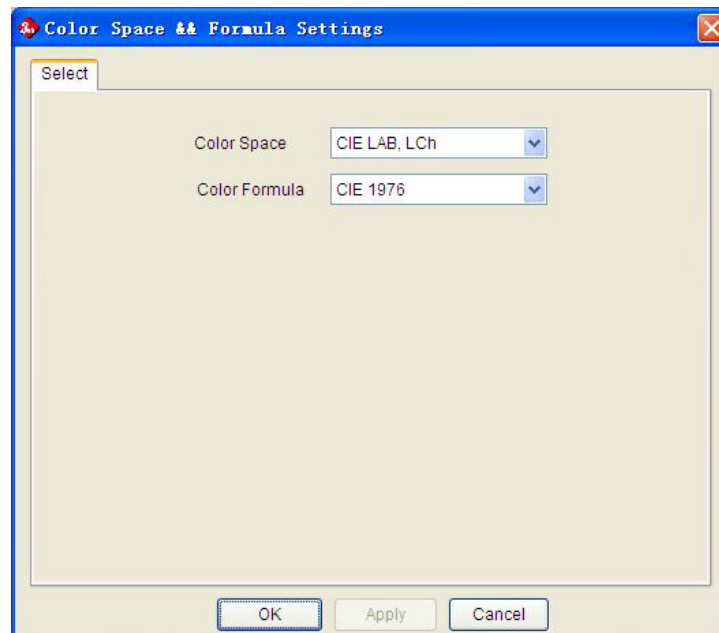 Color Space && Formula Settings
Select
Color Space CIE LAB, LCh
Color Formula CIE 1976
OK Apply Cancel